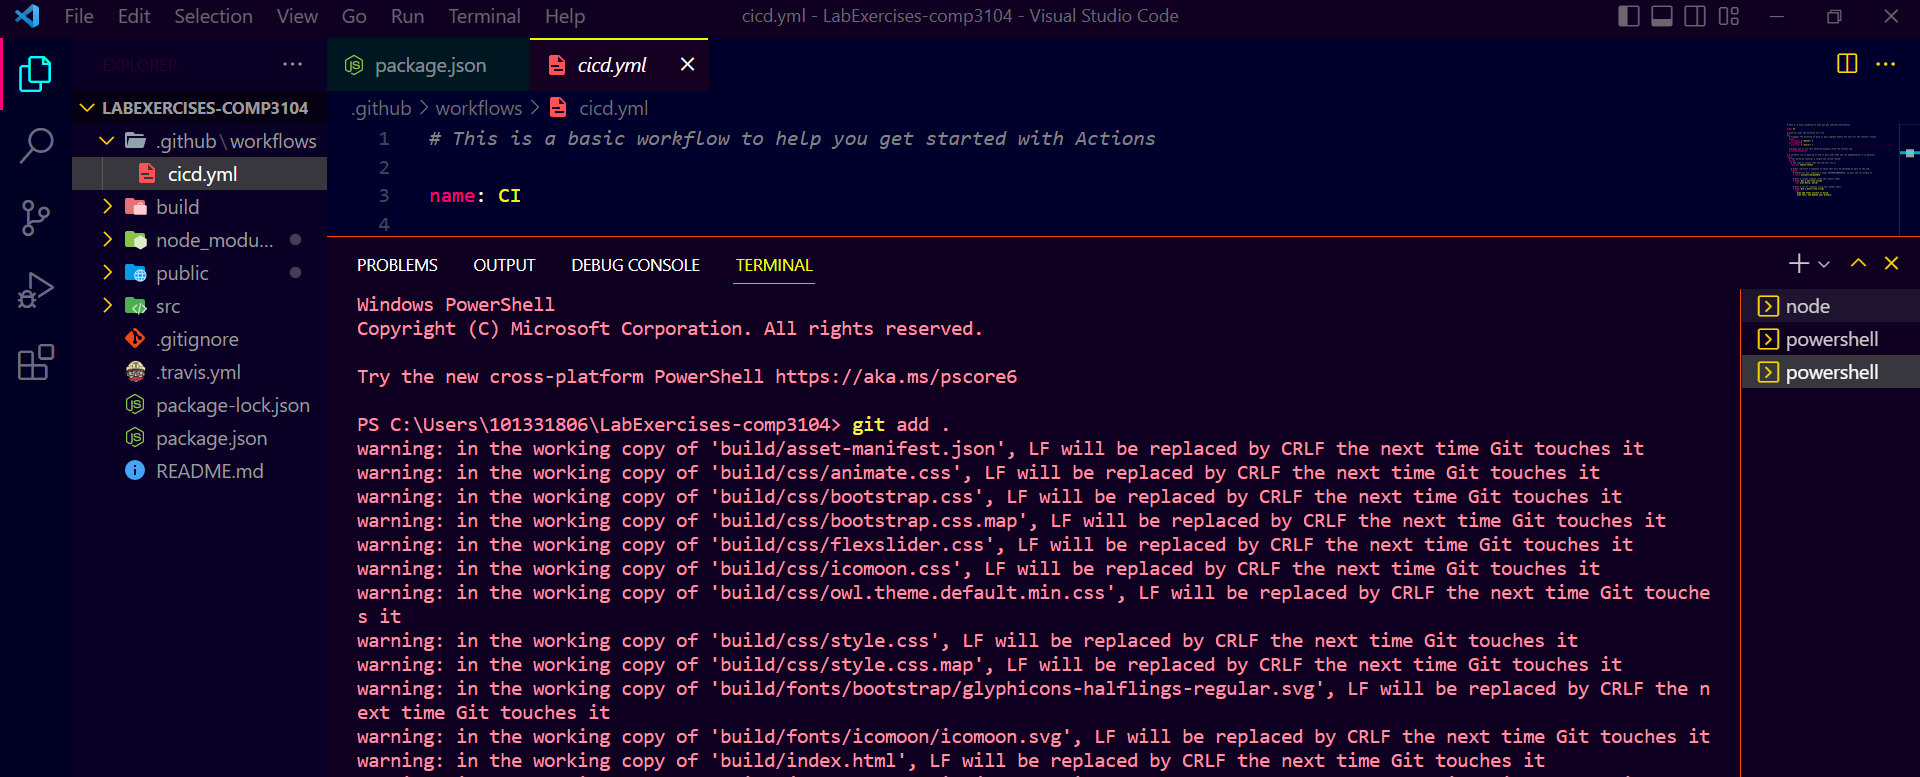 File Edit Selection View Go Run Terminal Help
cicd.yml - LabExercises-comp3104 - Visual Studio Code
EXPLORER
LABEXERCISES-COMP3104
.github\workflows
cicd.yml
build
node_modu...
public
src
.gitignore
.travis.yml
package-lock.json
package.json
README.md
package.json
cicd.yml
.github > workflows > cicd.yml
1 # This is a basic workflow to help you get started with Actions
2
3 name: CI
4
PROBLEMS OUTPUT DEBUG CONSOLE TERMINAL
Windows PowerShell
Copyright (C) Microsoft Corporation. All rights reserved.
Try the new cross-platform PowerShell https://aka.ms/pscore6
PS C:\Users\101331806\LabExercises-comp3104> git add .
warning: in the working copy of 'build/asset-manifest.json', LF will be replaced by CRLF the next time Git touches it
warning: in the working copy of 'build/css/animate.css', LF will be replaced by CRLF the next time Git touches it
warning: in the working copy of 'build/css/bootstrap.css', LF will be replaced by CRLF the next time Git touches it
warning: in the working copy of 'build/css/bootstrap.css.map', LF will be replaced by CRLF the next time Git touches it
warning: in the working copy of 'build/css/flexslider.css', LF will be replaced by CRLF the next time Git touches it
warning: in the working copy of 'build/css/icomoon.css', LF will be replaced by CRLF the next time Git touches it
warning: in the working copy of 'build/css/owl.theme.default.min.css', LF will be replaced by CRLF the next time Git touche
s it
warning: in the working copy of 'build/css/style.css', LF will be replaced by CRLF the next time Git touches it
warning: in the working copy of 'build/css/style.css.map', LF will be replaced by CRLF the next time Git touches it
warning: in the working copy of 'build/fonts/bootstrap/glyphicons-halflings-regular.svg', LF will be replaced by CRLF the n
ext time Git touches it
warning: in the working copy of 'build/fonts/icomoon/icomoon.svg', LF will be replaced by CRLF the next time Git touches it
warning: in the working copy of 'build/index.html', LF will be replaced by CRLF the next time Git touches it
node
powershell
powershell